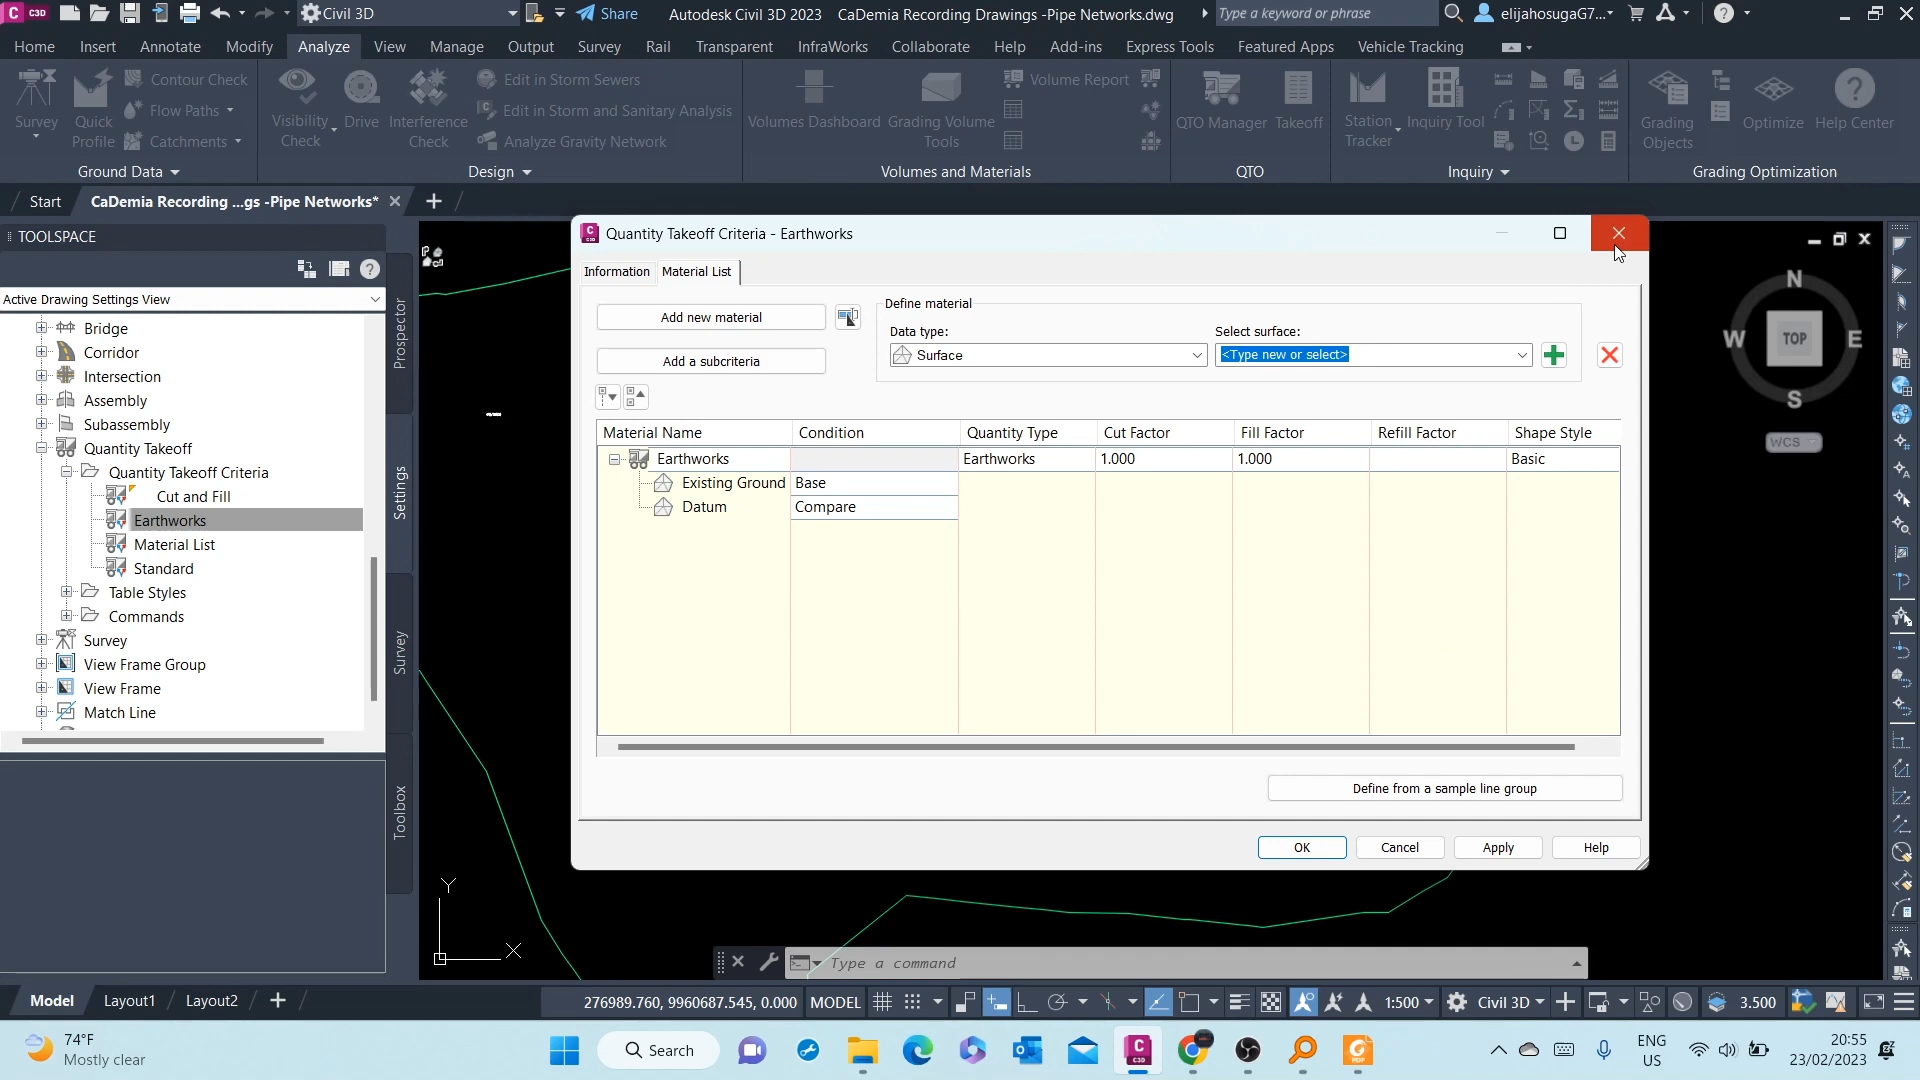 C3D Civil 3D Share Autodesk Civil 3D 2023 CaDemia Recording Drawings -Pipe Networks.dwg Type a keyword or phrase elijahosugaG7...
Home Insert Annotate Modify Analyze View Manage Output Survey Rail Transparent InfraWorks Collaborate Help Add-ins Express Tools Featured Apps Vehicle Tracking
Survey
Quick
Profile
Contour Check
Flow Paths
Catchments
Ground Data
Visibility
Check
Drive
Interference
Check
Edit in Storm Sewers
Edit in Storm and Sanitary Analysis
Analyze Gravity Network
Design
Volumes Dashboard
Grading Volume
Tools
Volume Report
Volumes and Materials
QTO Manager
Takeoff
QTO
Station
Tracker
Inquiry Tool
Inquiry
Grading
Objects
Optimize
Help Center
Grading Optimization
Start
CaDemia Recording ...gs -Pipe Networks*
TOOLSPACE
Active Drawing Settings View
Bridge
Corridor
Intersection
Assembly
Subassembly
Quantity Takeoff
Quantity Takeoff Criteria
Cut and Fill
Earthworks
Material List
Standard
Table Styles
Commands
Survey
View Frame Group
View Frame
Match Line
Prospector
Settings
Survey
Toolbox
Quantity Takeoff Criteria - Earthworks
Information Material List
Add new material
Add a subcriteria
Define material
Data type:
Surface
Select surface:
<Type new or select>
Material Name Condition Quantity Type Cut Factor Fill Factor Refill Factor Shape Style
Earthworks Earthworks 1.000 1.000 Basic
Existing Ground Base
Datum Compare
Define from a sample line group
OK Cancel Apply Help
N
W TOP E
S
WCS
Y
X
Type a command
Model Layout1 Layout2
276989.760, 9960687.545, 0.000 MODEL 1:500 Civil 3D 3.500
74°F
Mostly clear
Search
ENG
US
20:55
23/02/2023